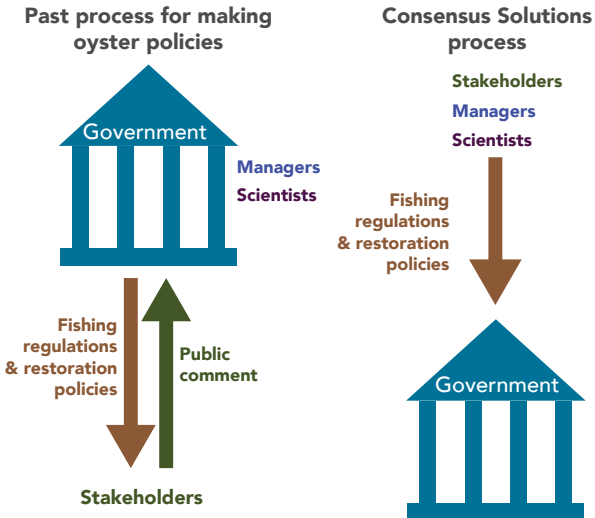 Past process for making
oyster policies
Government
Managers
Scientists
Fishing
regulations
& restoration
policies
Public
comment
Stakeholders
Consensus Solutions
process
Stakeholders
Managers
Scientists
Fishing
regulations
& restoration
policies
Government